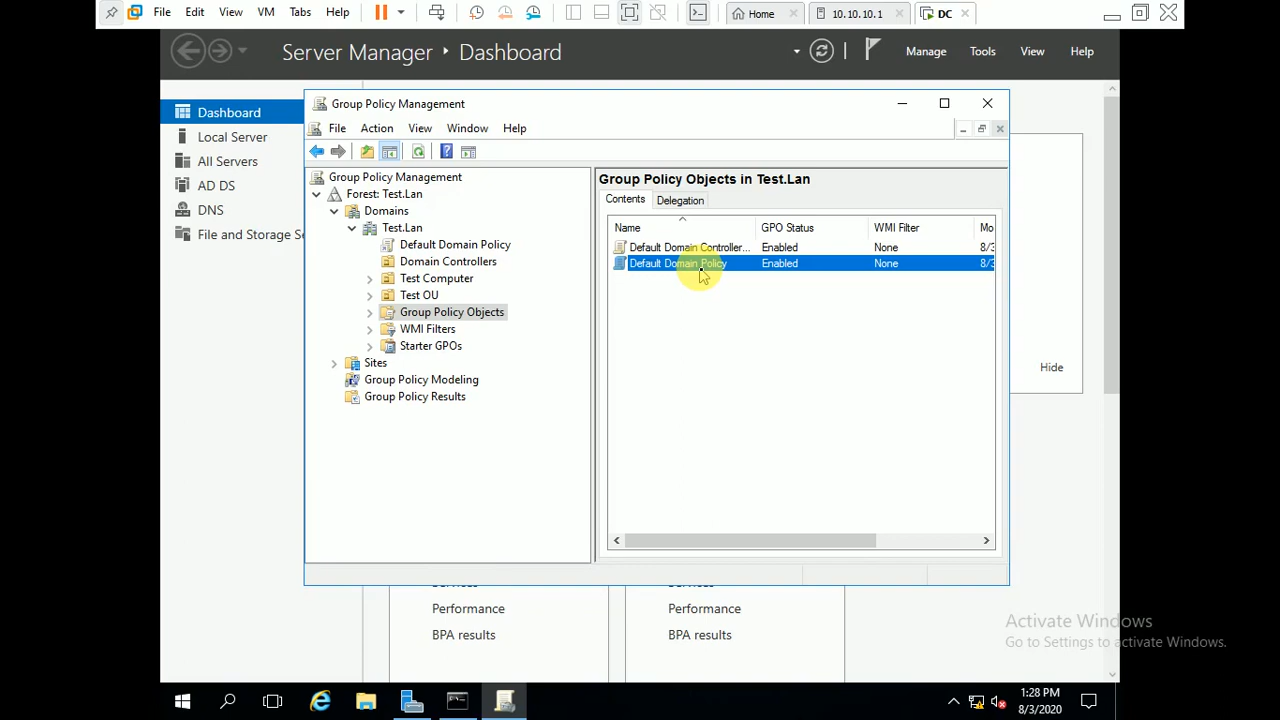 File Edit View VM Tabs Help Home 10.10.10.1 DC
Server Manager • Dashboard Manage Tools View Help
Dashboard
Local Server
All Servers
AD DS
DNS
File and Storage Se
Group Policy Management
File Action View Window Help
Group Policy Management
Forest: Test.Lan
Domains
Test.Lan
Default Domain Policy
Domain Controllers
Test Computer
Test OU
Group Policy Objects
WMI Filters
Starter GPOs
Sites
Group Policy Modeling
Group Policy Results
Group Policy Objects in Test.Lan
Contents Delegation
Name GPO Status WMI Filter Mo
Default Domain Controller... Enabled None 8/3
Default Domain Policy Enabled None 8/3
Hide
Performance Performance
BPA results BPA results
Activate Windows
Go to Settings to activate Windows.
1:28 PM
8/3/2020